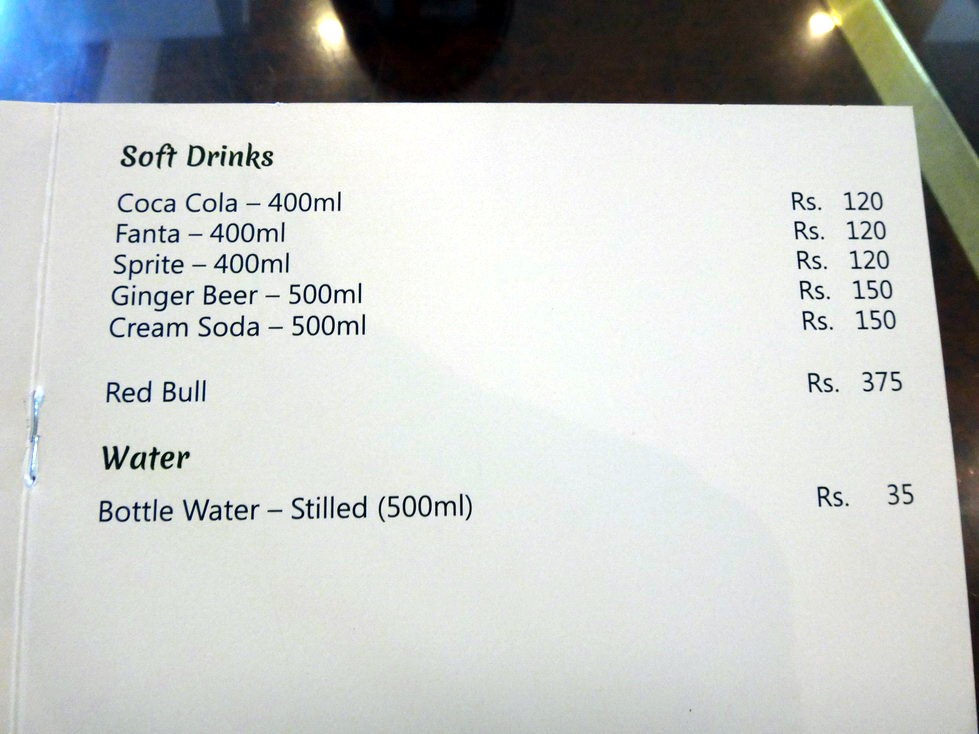 Soft Drinks
Coca Cola – 400ml Rs. 120
Fanta – 400ml Rs. 120
Sprite – 400ml Rs. 120
Ginger Beer – 500ml Rs. 150
Cream Soda – 500ml Rs. 150
Red Bull Rs. 375
Water
Bottle Water – Stilled (500ml) Rs. 35